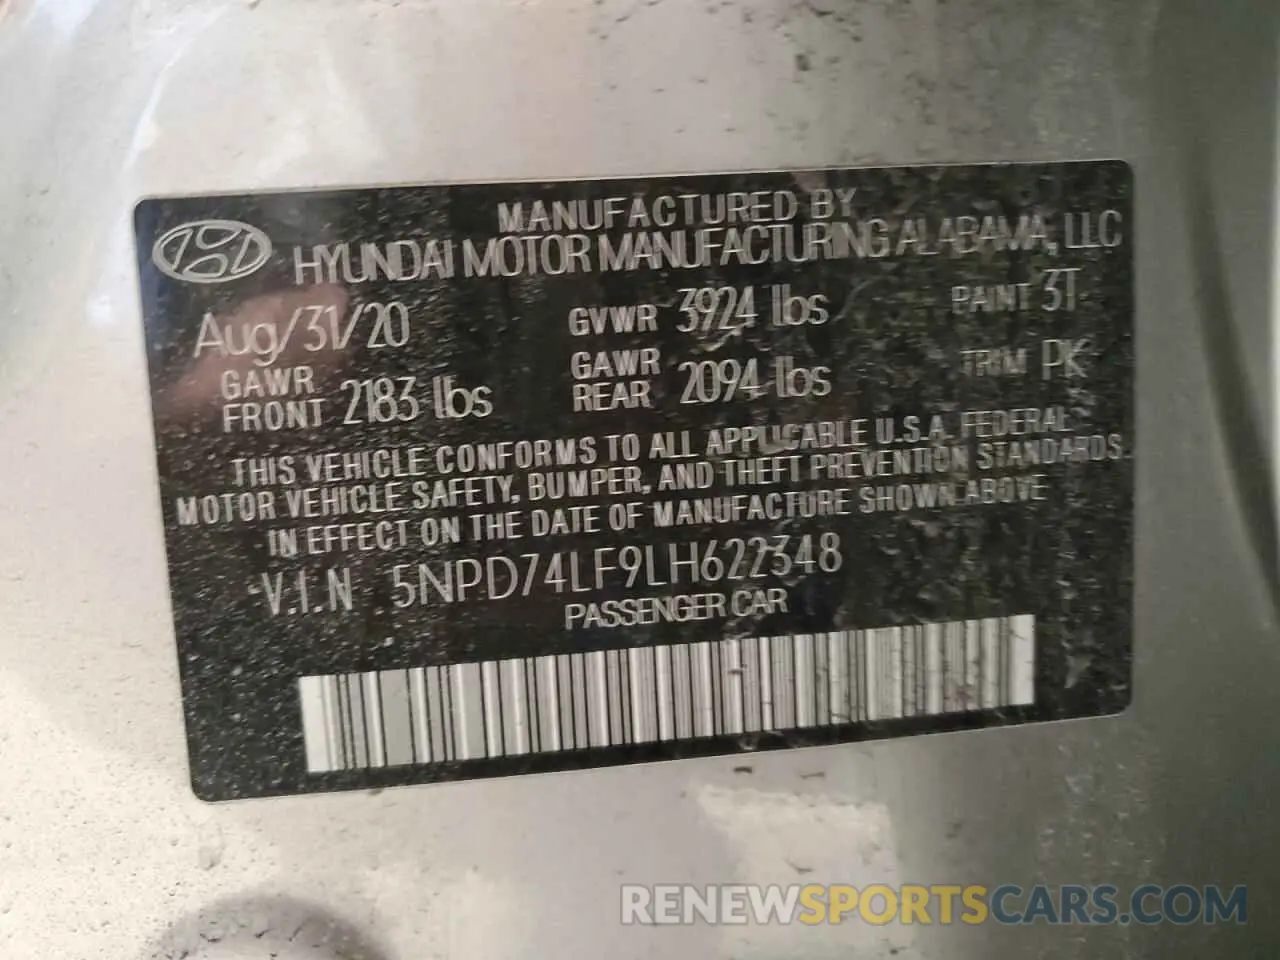 MANUFACTURED BY
HYUNDAI MOTOR MANUFACTURING ALABAMA, LLC
Aug/31/20 GVWR 3924 lbs PAINT 3T
GAWR FRONT 2183 lbs GAWR REAR 2094 lbs TRIM PK
THIS VEHICLE CONFORMS TO ALL APPLICABLE U.S.A. FEDERAL
MOTOR VEHICLE SAFETY, BUMPER, AND THEFT PREVENTION STANDARDS
IN EFFECT ON THE DATE OF MANUFACTURE SHOWN ABOVE
V.I.N 5NPD74LF9LH622348
PASSENGER CAR
RENEWSPORTSCARS.COM